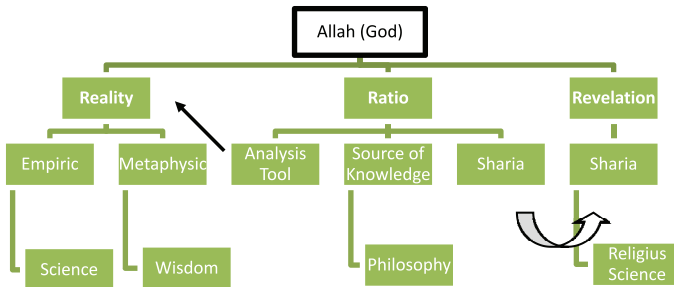 Allah (God)
Reality
Ratio
Revelation
Empiric
Metaphysic
Analysis
Tool
Source of
Knowledge
Sharia
Sharia
Science
Wisdom
Philosophy
Religius
Science